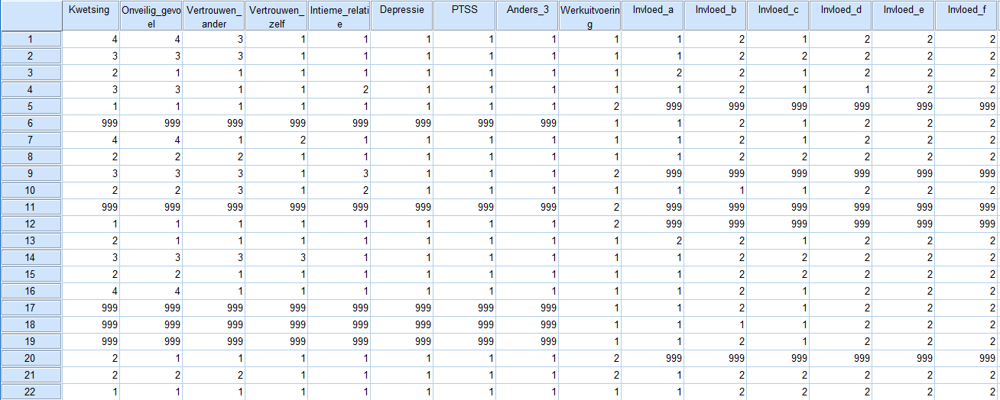 Kwetsing Onveilig_gevoel Vertrouwen_ander Vertrouwen_zelf Intieme_relatie Depressie PTSS Anders_3 Werkuitvoering Invloed_a Invloed_b Invloed_c Invloed_d Invloed_e Invloed_f
1 4 4 3 1 1 1 1 1 1 1 2 1 2 2 2
2 3 3 3 1 1 1 1 1 1 1 2 2 2 2 2
3 2 1 1 1 1 1 1 1 1 2 2 1 2 2 2
4 3 3 1 1 2 1 1 1 1 1 2 1 1 2 2
5 1 1 1 1 1 1 1 1 2 999 999 999 999 999 999
6 999 999 999 999 999 999 999 999 1 1 2 1 2 2 2
7 4 4 1 2 1 1 1 1 1 1 2 1 2 2 2
8 2 2 2 1 1 1 1 1 1 1 2 2 2 2 2
9 3 3 3 1 3 1 1 1 2 999 999 999 999 999 999
10 2 2 3 1 2 1 1 1 1 1 1 1 2 2 2
11 999 999 999 999 999 999 999 999 2 999 999 999 999 999 999
12 1 1 1 1 1 1 1 1 2 999 999 999 999 999 999
13 2 1 1 1 1 1 1 1 1 2 2 1 2 2 2
14 3 3 3 3 1 1 1 1 1 1 2 2 2 2 2
15 2 2 1 1 1 1 1 1 1 1 2 2 2 2 2
16 4 4 1 1 1 1 1 1 1 1 2 1 2 2 2
17 999 999 999 999 999 999 999 999 1 1 2 1 2 2 2
18 999 999 999 999 999 999 999 999 1 1 1 1 2 2 2
19 999 999 999 999 999 999 999 999 1 1 2 1 2 2 2
20 2 1 1 1 1 1 1 1 2 999 999 999 999 999 999
21 2 2 2 1 1 1 1 1 2 1 2 2 2 2 2
22 1 1 1 1 1 1 1 1 1 1 2 2 2 2 2